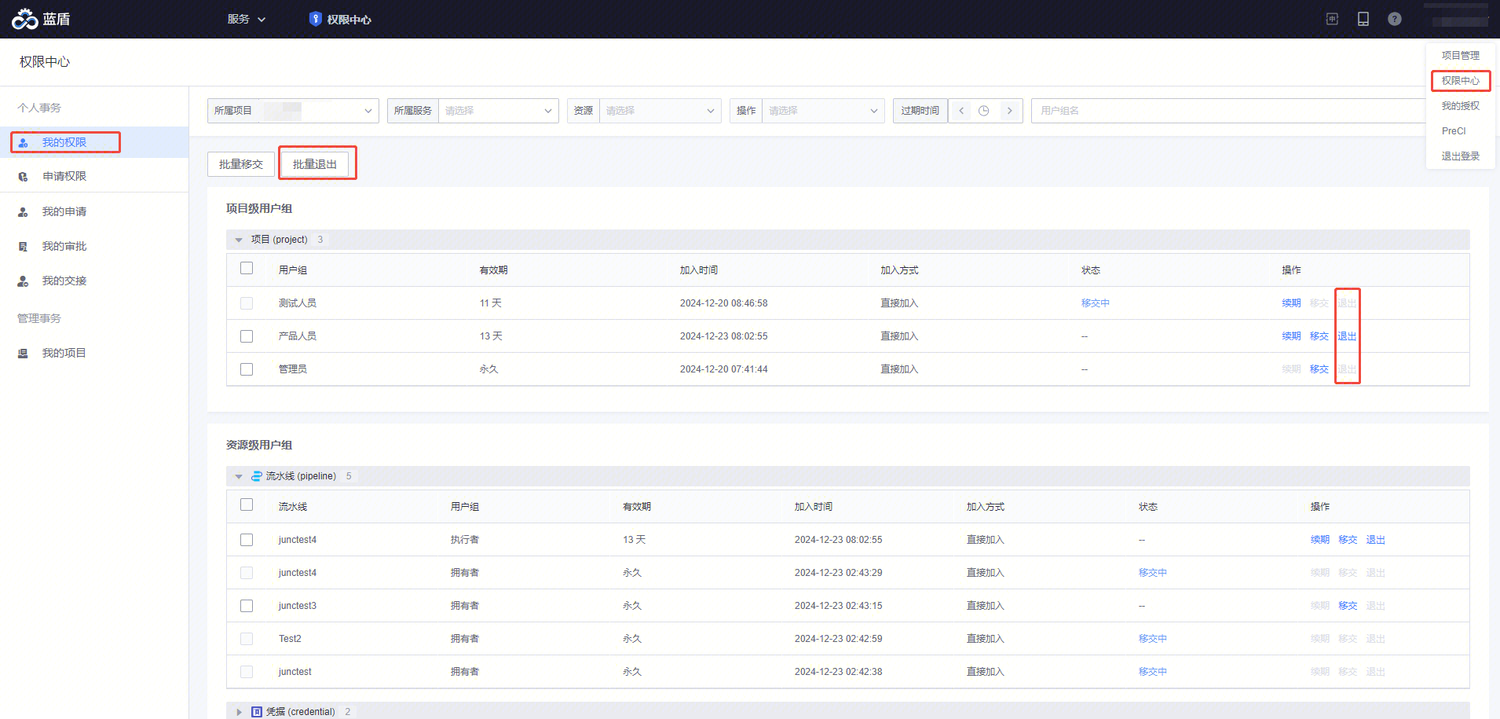 蓝盾 服务 权限中心
权限中心
项目管理
权限中心
我的授权
PreCI
退出登录
个人事务
我的权限
申请权限
我的申请
我的审批
我的交接
管理事务
我的项目
所属项目 所属服务 请选择 资源 请选择 操作 请选择 过期时间 用户组名
批量移交 批量退出
项目级用户组
项目 (project) 3
用户组 有效期 加入时间 加入方式 状态 操作
测试人员 11 天 2024-12-20 08:46:58 直接加入 移交中 续期 移交 退出
产品人员 13 天 2024-12-23 08:02:55 直接加入 -- 续期 移交 退出
管理员 永久 2024-12-20 07:41:44 直接加入 -- 续期 移交 退出
资源级用户组
流水线 (pipeline) 5
流水线 用户组 有效期 加入时间 加入方式 状态 操作
junctest4 执行者 13 天 2024-12-23 08:02:55 直接加入 -- 续期 移交 退出
junctest4 拥有者 永久 2024-12-23 02:43:29 直接加入 移交中 续期 移交 退出
junctest3 拥有者 永久 2024-12-23 02:43:15 直接加入 -- 续期 移交 退出
Test2 拥有者 永久 2024-12-23 02:42:59 直接加入 移交中 续期 移交 退出
junctest 拥有者 永久 2024-12-23 02:42:38 直接加入 移交中 续期 移交 退出
凭据 (credential) 2